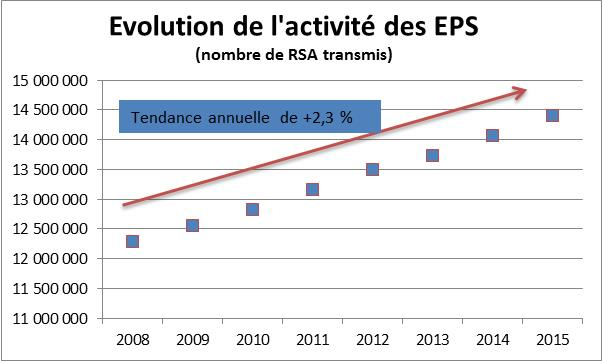 Evolution de l'activité des EPS
(nombre de RSA transmis)
15 000 000
14 500 000
14 000 000
13 500 000
13 000 000
12 500 000
12 000 000
11 500 000
11 000 000
Tendance annuelle de +2,3 %
2008 2009 2010 2011 2012 2013 2014 2015